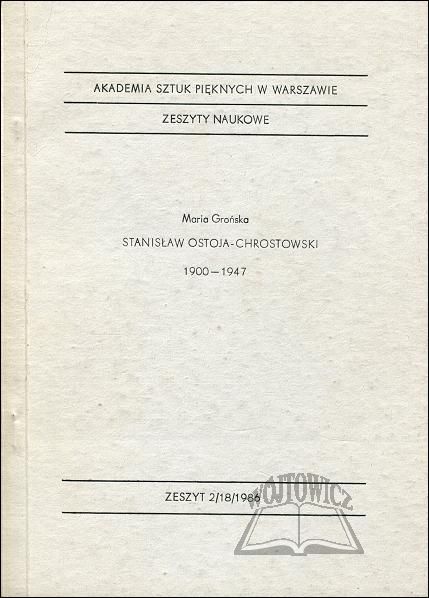 AKADEMIA SZTUK PIĘKNYCH W WARSZAWIE
ZESZYTY NAUKOWE
Maria Grońska
STANISŁAW OSTOJA-CHROSTOWSKI
1900—1947
ZESZYT 2/18/1986
WÓJTOWICZ